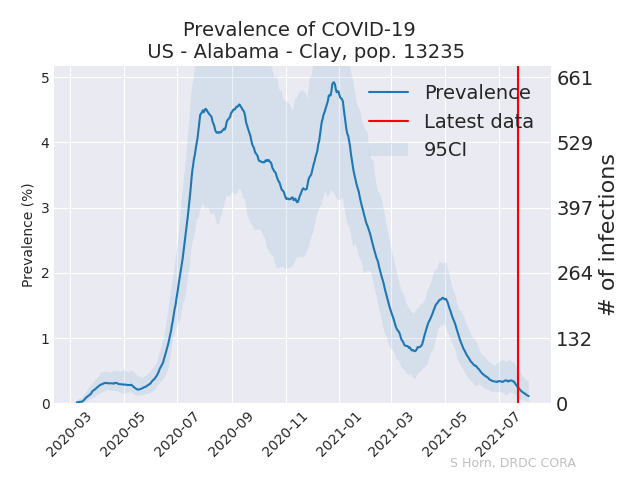 Prevalence of COVID-19
US - Alabama - Clay, pop. 13235
Prevalence (%)
5
4
3
2
1
0
Prevalence
Latest data
95CI
661
529
397
264
132
0
# of infections
2020-03
2020-05
2020-07
2020-09
2020-11
2021-01
2021-03
2021-05
2021-07
S Horn, DRDC CORA